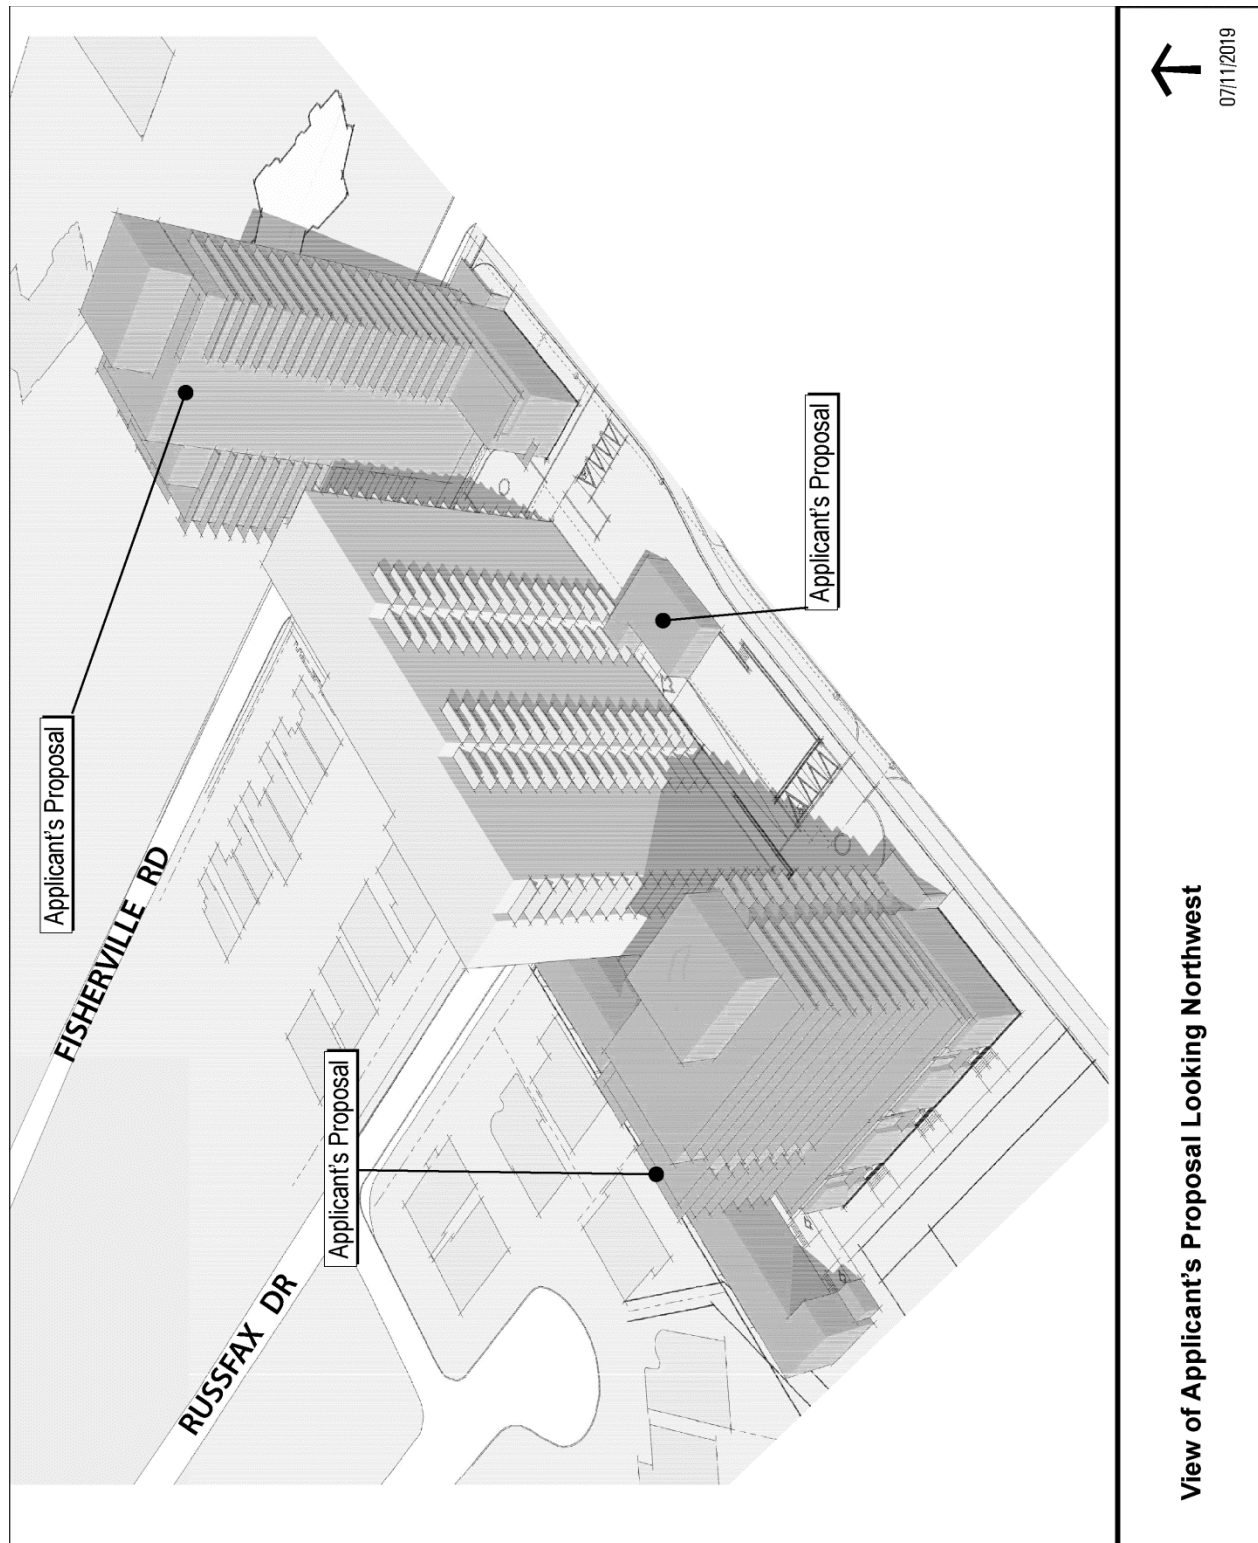 Applicant's Proposal
Applicant's Proposal
Applicant's Proposal
FISHERVILLE RD
RUSSFAX DR
View of Applicant's Proposal Looking Northwest
07/11/2019